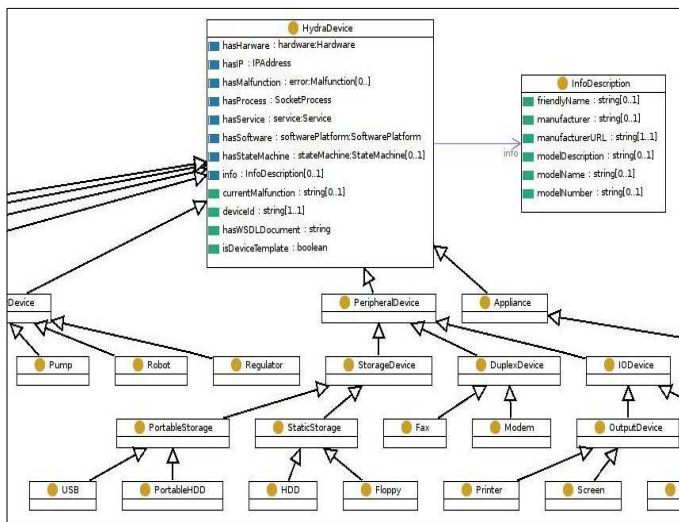 HydraDevice
hasHarware : hardware:Hardware
hasIP : IPAddress
hasMalfunction : error:Malfunction[0..]
hasProcess : SocketProcess
hasService : service:Service
hasSoftware : softwarePlatform:SoftwarePlatform
hasStateMachine : stateMachine:StateMachine[0..1]
info : InfoDescription[0..1]
currentMalfunction : string[0..1]
deviceId : string[1..1]
hasWSDLDocument : string
isDeviceTemplate : boolean
info
InfoDescription
friendlyName : string[0..1]
manufacturer : string[0..1]
manufacturerURL : string[1..1]
modelDescription : string[0..1]
modelName : string[0..1]
modelNumber : string[0..1]
Device
PeripheralDevice
Appliance
Pump
Robot
Regulator
StorageDevice
DuplexDevice
IODevice
PortableStorage
StaticStorage
Fax
Modem
OutputDevice
USB
PortableHDD
HDD
Floppy
Printer
Screen